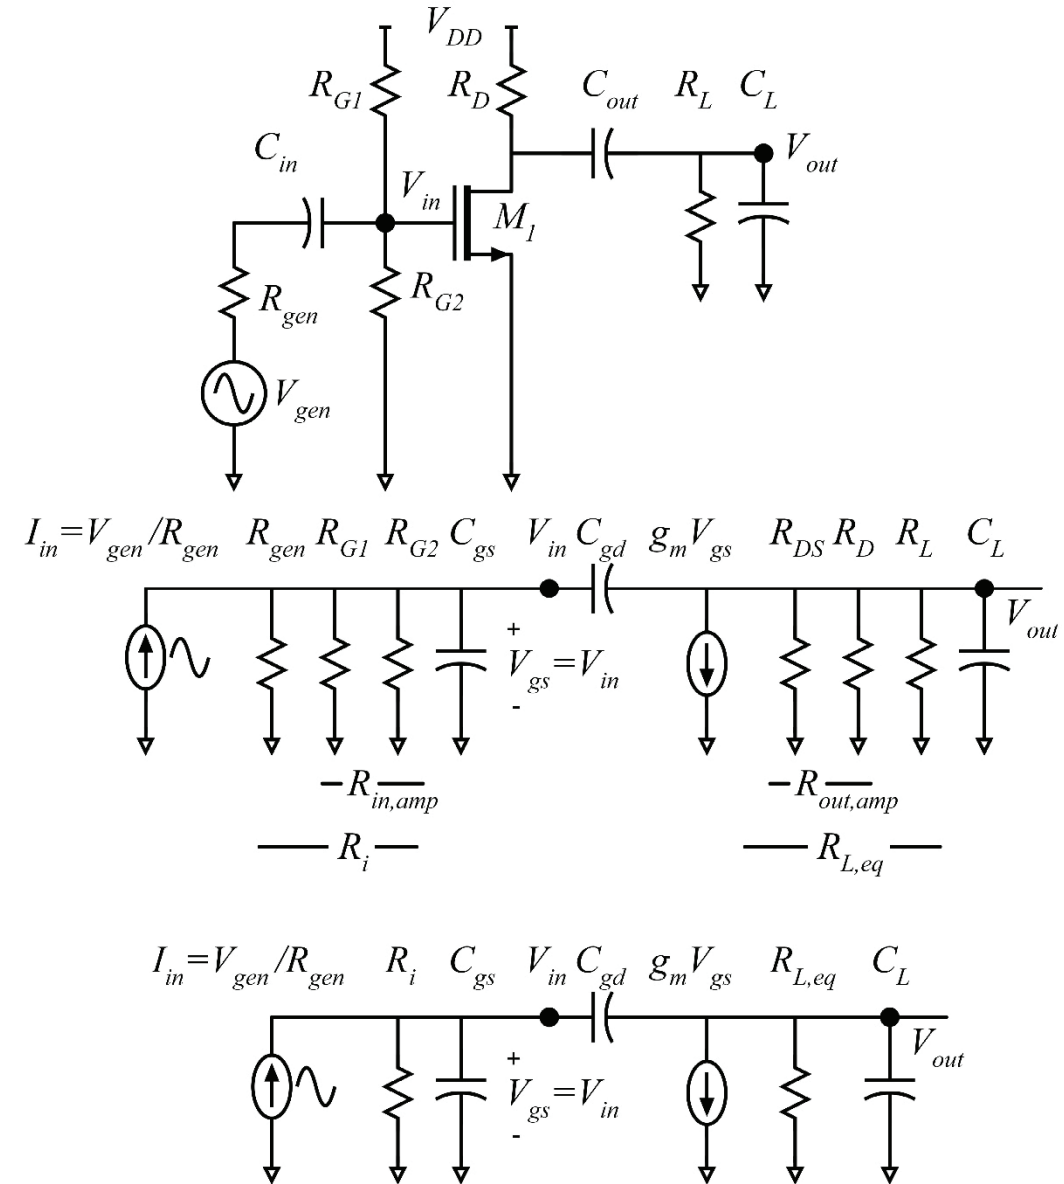 V_DD
R_G1 R_D C_out R_L C_L
C_in V_out
V_in M_1
R_gen R_G2
V_gen
I_in=V_gen/R_gen R_gen R_G1 R_G2 C_gs V_in C_gd g_mV_gs R_DS R_D R_L C_L
V_out
+
V_gs=V_in
-
R_in,amp R_out,amp
R_i R_L,eq
I_in=V_gen/R_gen R_i C_gs V_in C_gd g_mV_gs R_L,eq C_L
V_out
+
V_gs=V_in
-